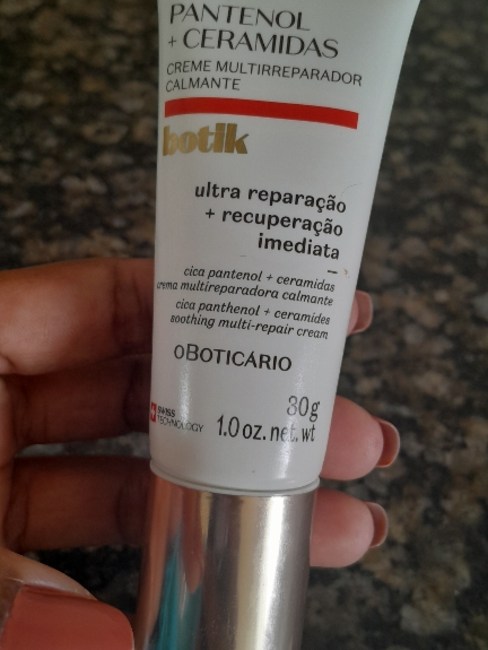 PANTENOL
+ CERAMIDAS
CREME MULTIRREPARADOR
CALMANTE
botik
ultra reparação
+ recuperação
imediata
cica pantenol + ceramidas
crema multireparadora calmante
cica panthenol + ceramides
soothing multi-repair cream
oBOTICÁRIO
30g
1.0 oz. net. wt
SWISS
TECHNOLOGY